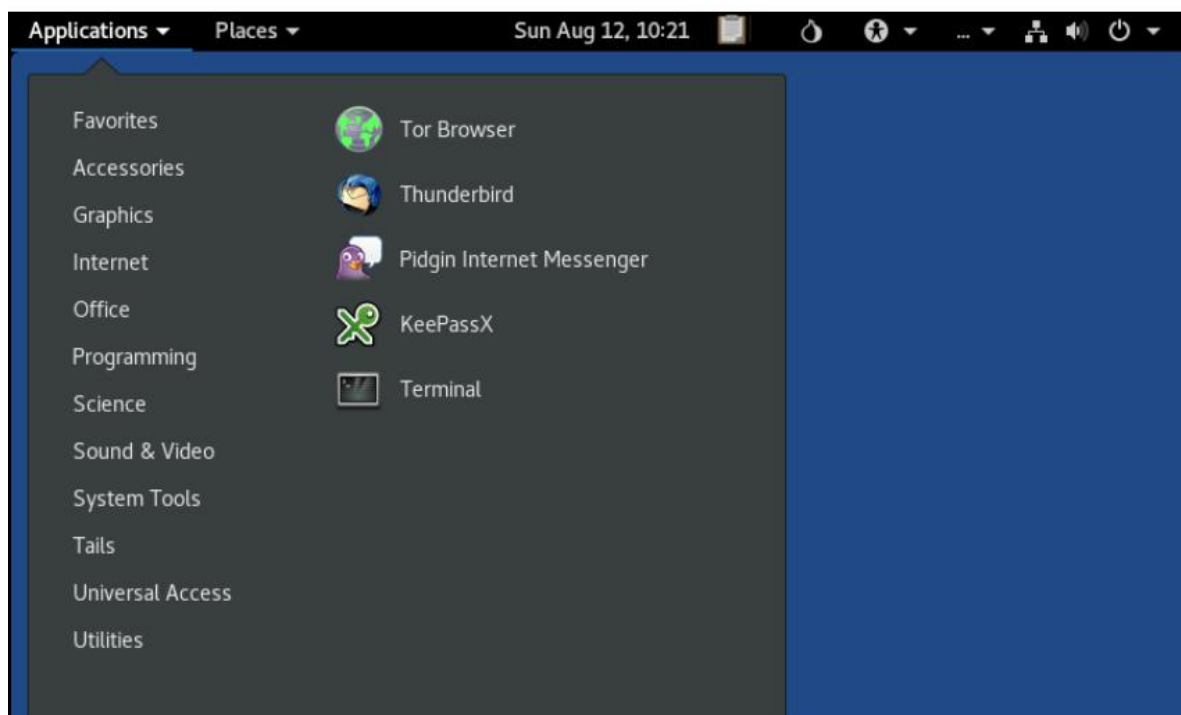 Applications Places Sun Aug 12, 10:21 ...
Favorites
Accessories
Graphics
Internet
Office
Programming
Science
Sound & Video
System Tools
Tails
Universal Access
Utilities
Tor Browser
Thunderbird
Pidgin Internet Messenger
KeePassX
Terminal